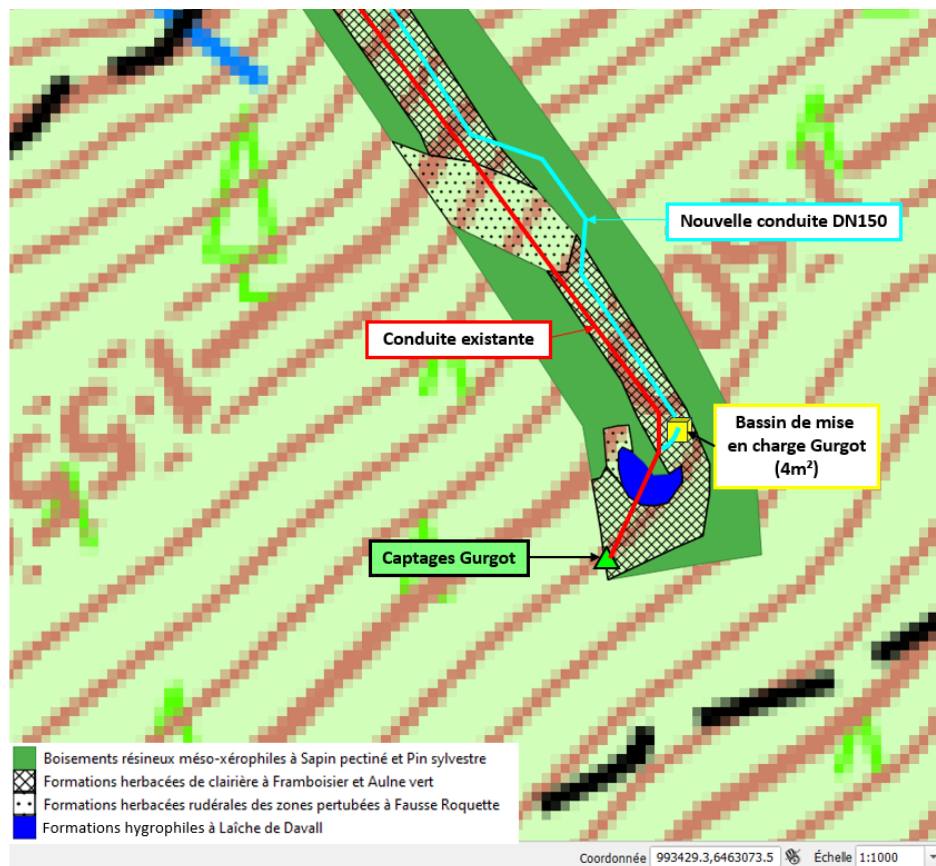 Nouvelle conduite DN150
Conduite existante
Bassin de mise
en charge Gurgot
(4m²)
Captages Gurgot
Boisements résineux méso-xérophiles à Sapin pectiné et Pin sylvestre
Formations herbacées de clairière à Framboisier et Aulne vert
Formations herbacées rudérales des zones pertubées à Fausse Roquette
Formations hygrophiles à Laîche de Davall
Coordonnée 993429.3,6463073.5 Échelle 1:1000